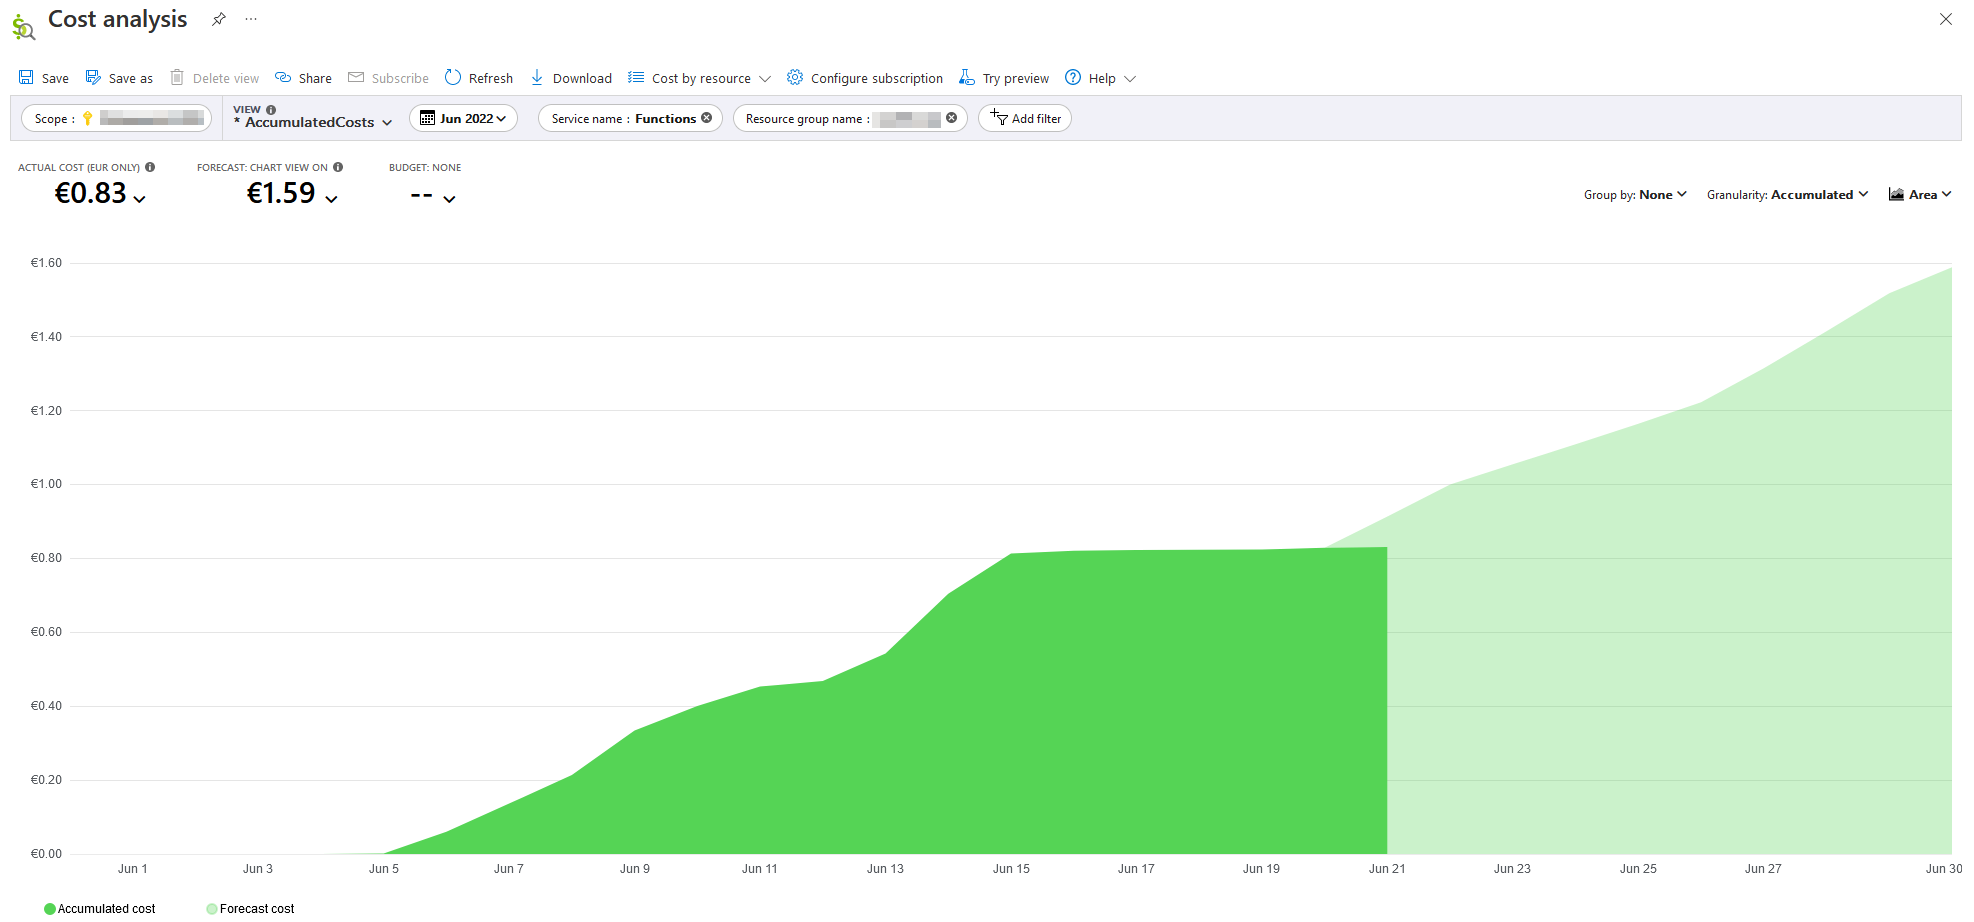 Cost analysis
Save Save as Delete view Share Subscribe Refresh Download Cost by resource Configure subscription Try preview Help
Scope :
VIEW
* AccumulatedCosts
Jun 2022
Service name : Functions
Resource group name :
Add filter
ACTUAL COST (EUR ONLY) FORECAST: CHART VIEW ON BUDGET: NONE
€0.83 €1.59 --
Group by: None Granularity: Accumulated Area
€1.60
€1.40
€1.20
€1.00
€0.80
€0.60
€0.40
€0.20
€0.00
Jun 1 Jun 3 Jun 5 Jun 7 Jun 9 Jun 11 Jun 13 Jun 15 Jun 17 Jun 19 Jun 21 Jun 23 Jun 25 Jun 27 Jun 30
Accumulated cost Forecast cost